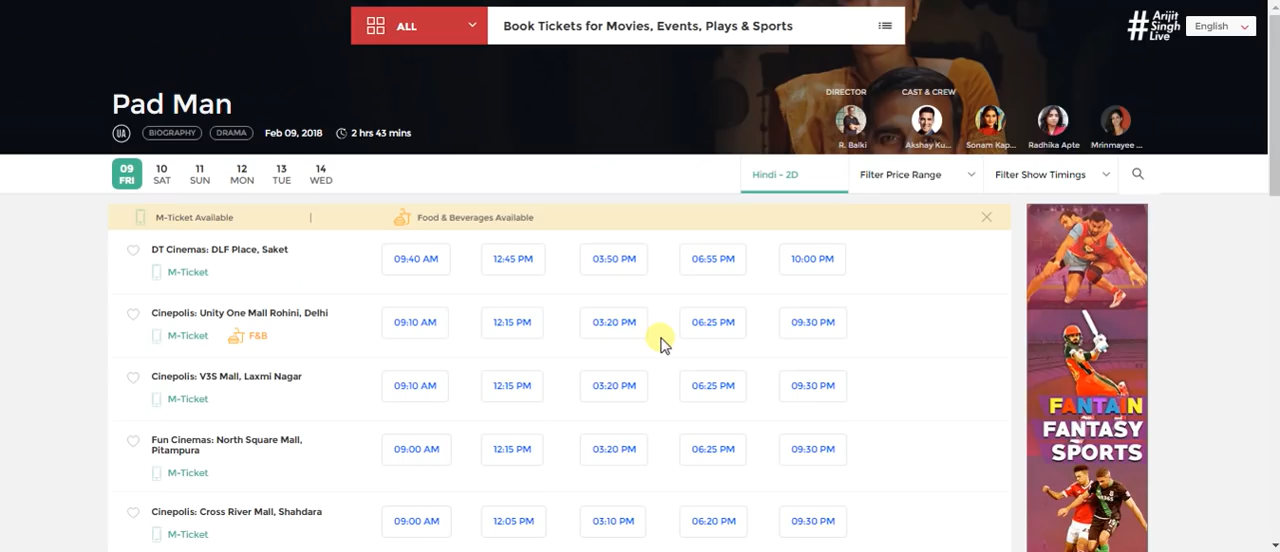 ALL
Book Tickets for Movies, Events, Plays & Sports
#Arijit Singh Live
English
Pad Man
UA BIOGRAPHY DRAMA Feb 09, 2018 2 hrs 43 mins
DIRECTOR CAST & CREW
R. Balki Akshay Ku... Sonam Kap... Radhika Apte Mrinmayee ...
09 FRI 10 SAT 11 SUN 12 MON 13 TUE 14 WED
Hindi - 2D Filter Price Range Filter Show Timings
M-Ticket Available | Food & Beverages Available
DT Cinemas: DLF Place, Saket 09:40 AM 12:45 PM 03:50 PM 06:55 PM 10:00 PM
M-Ticket
Cinepolis: Unity One Mall Rohini, Delhi 09:10 AM 12:15 PM 03:20 PM 06:25 PM 09:30 PM
M-Ticket F&B
Cinepolis: V3S Mall, Laxmi Nagar 09:10 AM 12:15 PM 03:20 PM 06:25 PM 09:30 PM
M-Ticket
Fun Cinemas: North Square Mall, 09:00 AM 12:15 PM 03:20 PM 06:25 PM 09:30 PM
Pitampura
M-Ticket
Cinepolis: Cross River Mall, Shahdara 09:00 AM 12:05 PM 03:10 PM 06:20 PM 09:30 PM
M-Ticket
FANTAIN
FANTASY
SPORTS